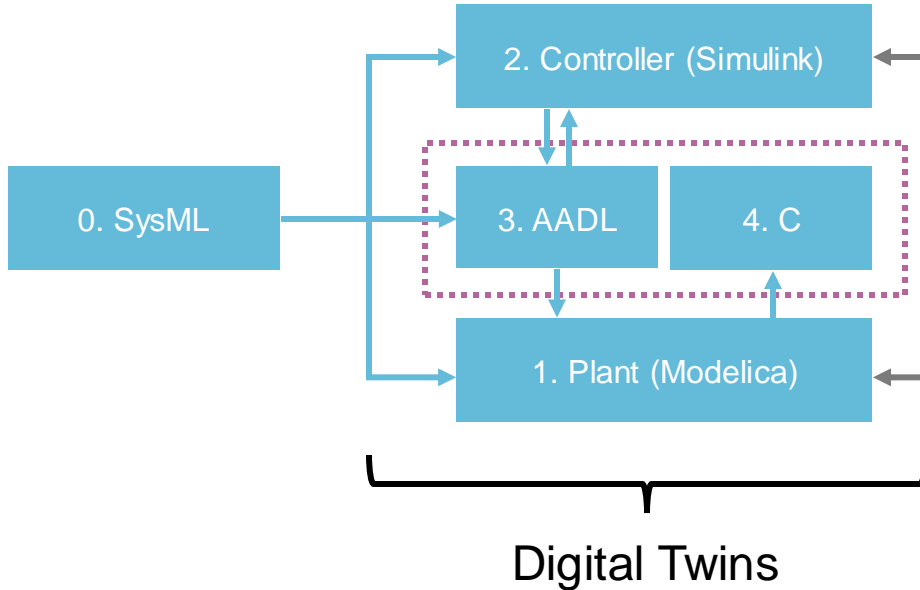 2. Controller (Simulink)
0. SysML
3. AADL
4. C
1. Plant (Modelica)
Digital Twins